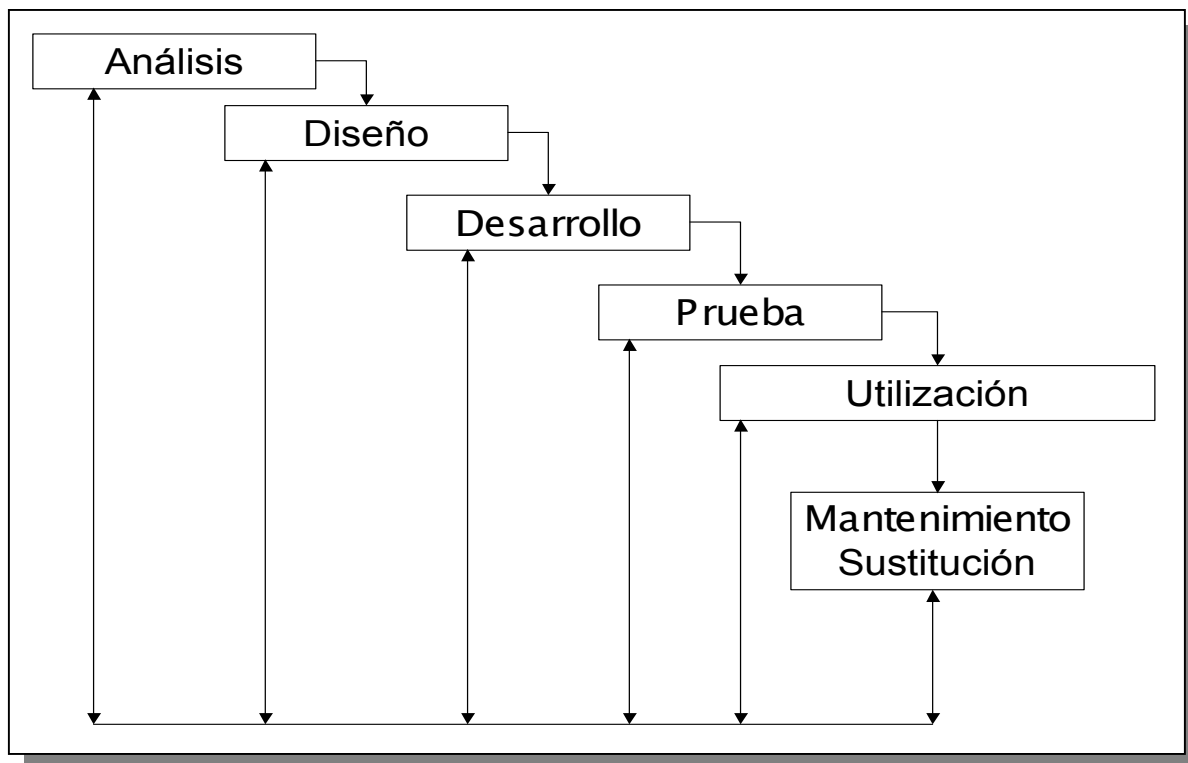 Análisis
Diseño
Desarrollo
Prueba
Utilización
Mantenimiento
Sustitución